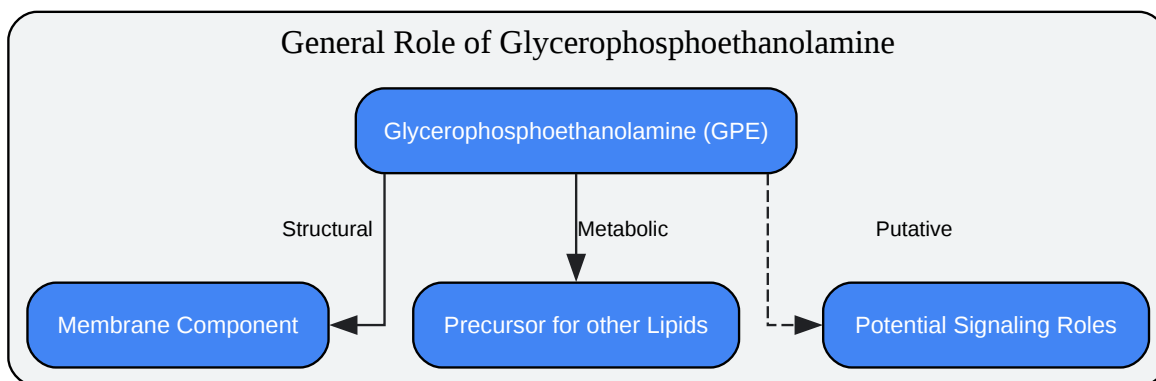 General Role of Glycerophosphoethanolamine
Glycerophosphoethanolamine (GPE)
Structural
Metabolic
Putative
Membrane Component
Precursor for other Lipids
Potential Signaling Roles